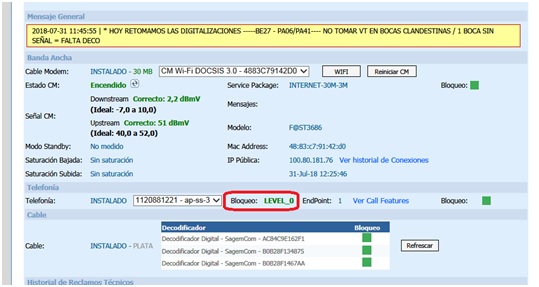 Mensaje General
2018-07-31 11:45:55 | * HOY RETOMAMOS LAS DIGITALIZACIONES -----BE27 - PA06/PA41---- NO TOMAR VT EN BOCAS CLANDESTINAS / 1 BOCA SIN
SEÑAL = FALTA DECO
Banda Ancha
Cable Modem: INSTALADO - 30 MB CM Wi-Fi DOCSIS 3.0 - 4883C79142D0 WIFI Reiniciar CM
Estado CM: Encendido Service Package: INTERNET-30M-3M Bloqueo:
Señal CM: Downstream Correcto: 2,2 dBmV Mensajes:
(Ideal: -7,0 a 10,0)
Upstream Correcto: 51 dBmV Modelo: F@ST3686
(Ideal: 40,0 a 52,0)
Modo Standby: No medido Mac Address: 48:83:c7:91:42:d0
Saturación Bajada: Sin saturación IP Pública: 100.80.181.76 Ver historial de Conexiones
Saturación Subida: Sin saturación 31-Jul-18 12:25:46
Telefonía
Telefonía: INSTALADO 1120881221 - ap-ss-3 Bloqueo: LEVEL_0 EndPoint: 1 Ver Call Features Bloqueo:
Cable
Decodificador Bloqueo
Decodificador Digital - SagemCom - AC84C9E162F1
Cable: INSTALADO - PLATA Decodificador Digital - SagemCom - B0B28F134875 Refrescar
Decodificador Digital - SagemCom - B0B28F1467AA
Historial de Reclamos Técnicos